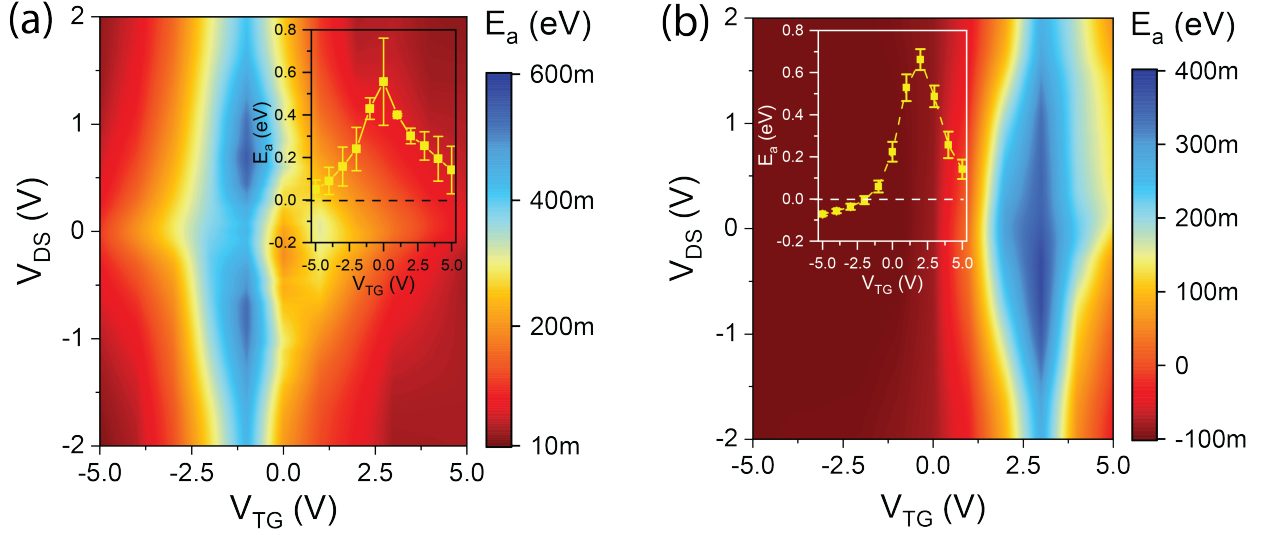 (a)
2
1
0
-1
-2
V_DS (V)
-5.0
-2.5
0.0
2.5
5.0
V_TG (V)
0.8
0.6
0.4
0.2
0.0
-0.2
E_a (eV)
-5.0
-2.5
0.0
2.5
5.0
V_TG (V)
E_a (eV)
600m
400m
200m
10m
(b)
2
1
0
-1
-2
V_DS (V)
-5.0
-2.5
0.0
2.5
5.0
V_TG (V)
0.8
0.6
0.4
0.2
0.0
-0.2
E_a (eV)
-5.0
-2.5
0.0
2.5
5.0
V_TG (V)
E_a (eV)
400m
300m
200m
100m
0
-100m